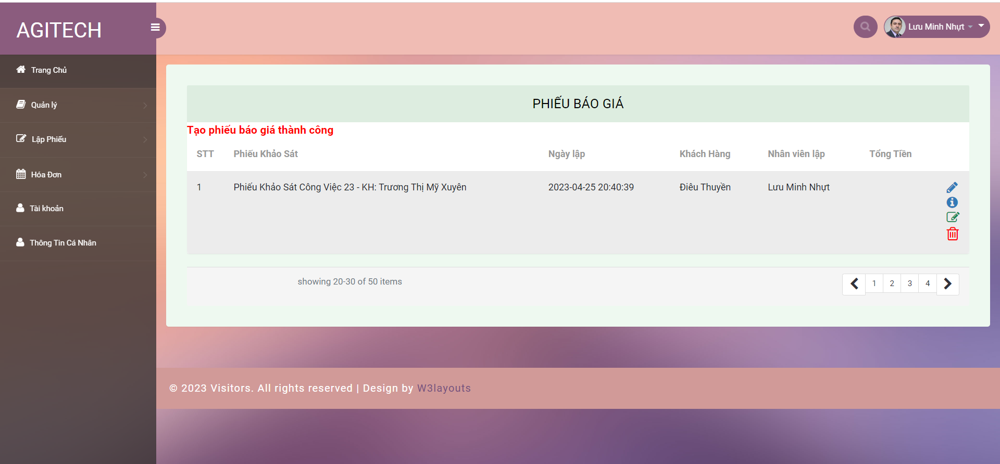 AGITECH
Lưu Minh Nhựt
Trang Chủ
Quản lý
Lập Phiếu
Hóa Đơn
Tài khoản
Thông Tin Cá Nhân
PHIẾU BÁO GIÁ
Tạo phiếu báo giá thành công
STT Phiếu Khảo Sát Ngày lập Khách Hàng Nhân viên lập Tổng Tiền
1 Phiếu Khảo Sát Công Việc 23 - KH: Trương Thị Mỹ Xuyên 2023-04-25 20:40:39 Điêu Thuyền Lưu Minh Nhựt
showing 20-30 of 50 items
1 2 3 4
© 2023 Visitors. All rights reserved | Design by W3layouts